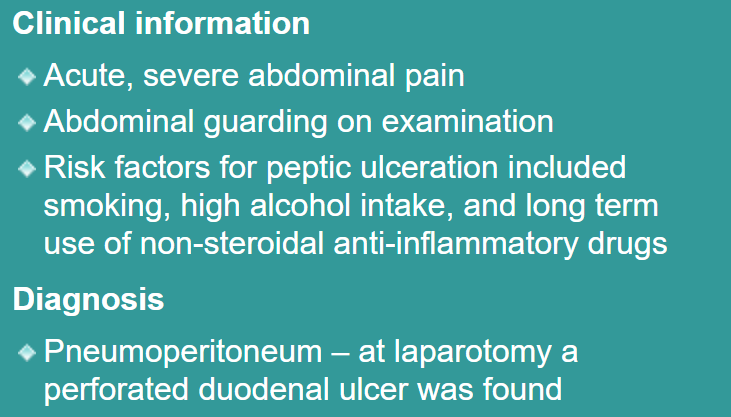 Clinical information
Acute, severe abdominal pain
Abdominal guarding on examination
Risk factors for peptic ulceration included
smoking, high alcohol intake, and long term
use of non-steroidal anti-inflammatory drugs
Diagnosis
Pneumoperitoneum – at laparotomy a
perforated duodenal ulcer was found